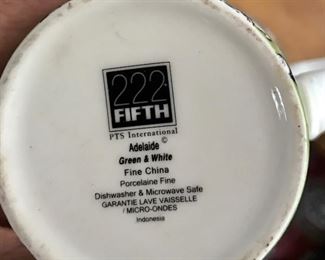 222
FIFTH
PTS International
©
Adelaide
Green & White
Fine China
Porcelaine Fine
Dishwasher & Microwave Safe
GARANTIE LAVE VAISSELLE
/ MICRO-ONDES
Indonesia